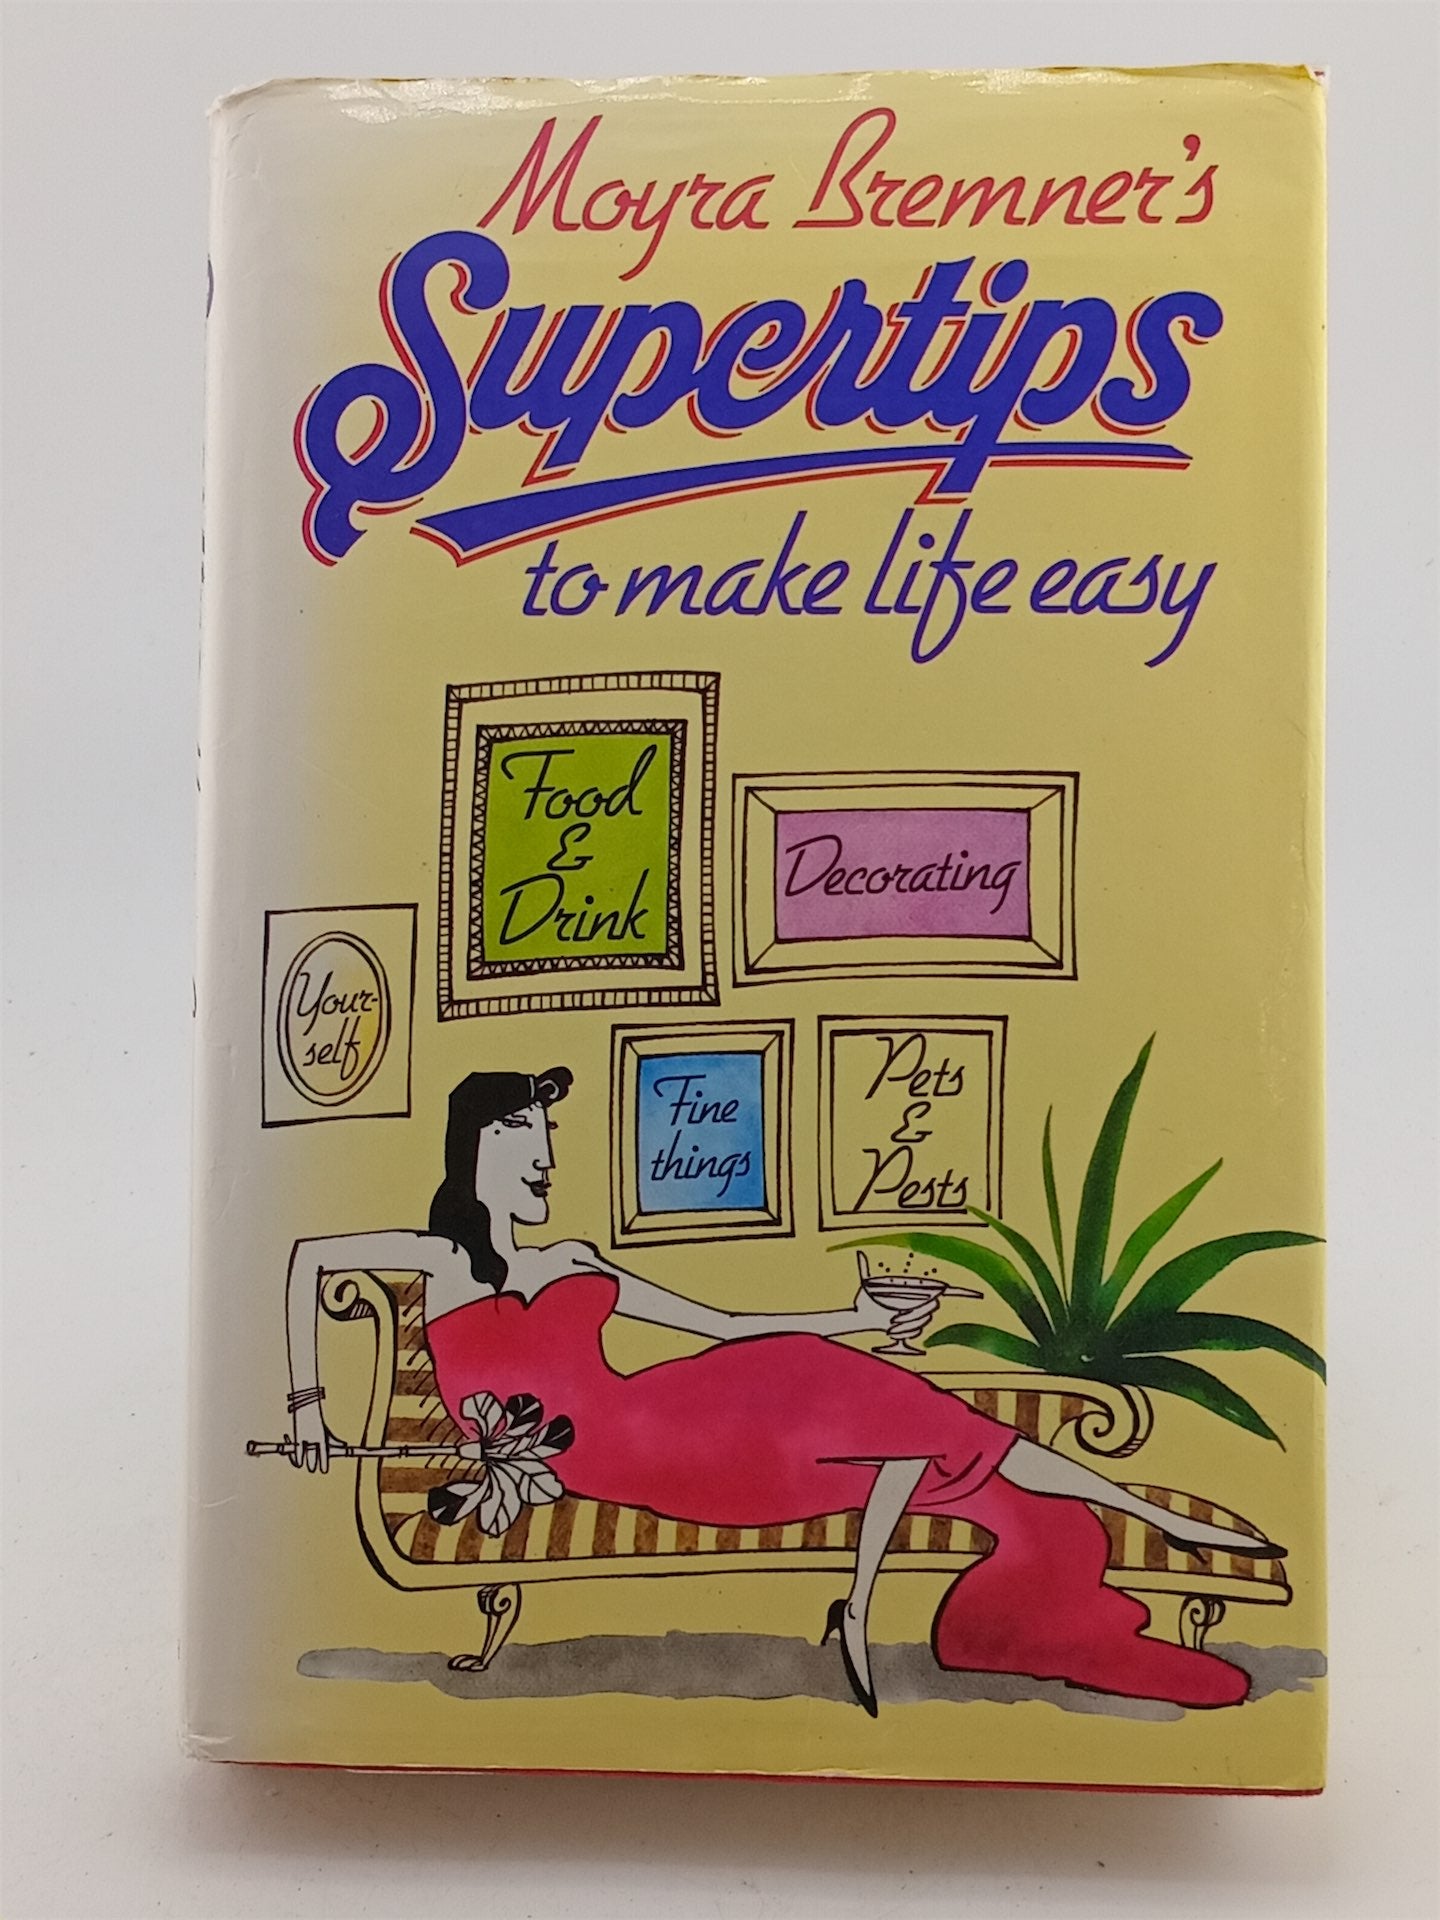 Moyra Bremner's
Supertips
to make life easy
Food
&
Drink
Decorating
Your-
self
Fine
things
Pets
&
Pests